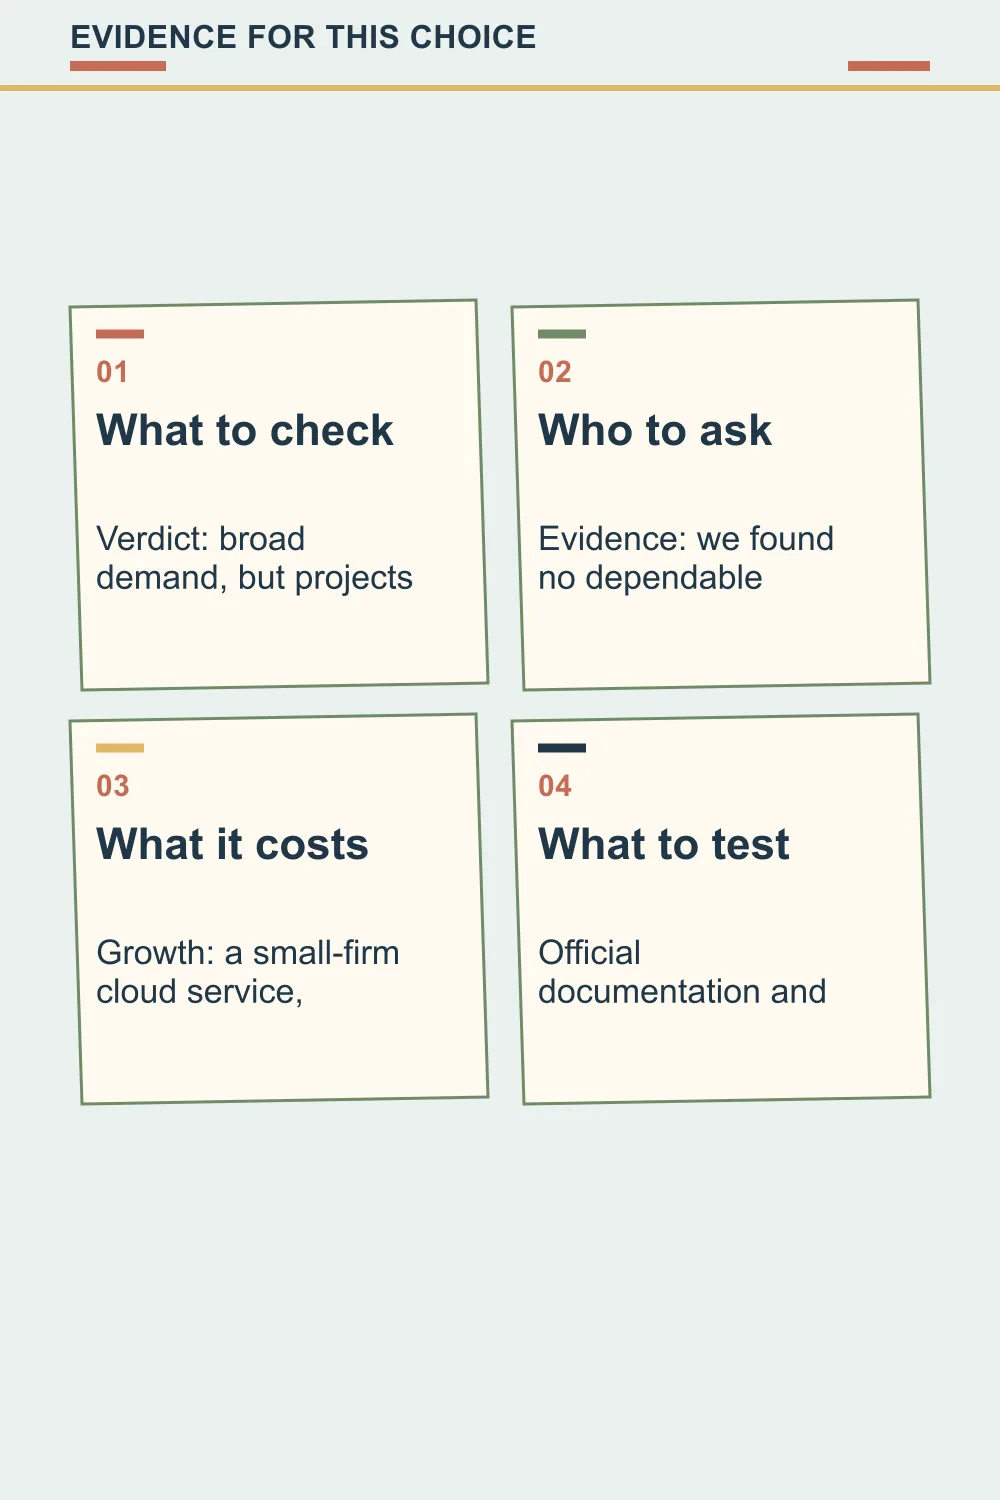 EVIDENCE FOR THIS CHOICE
01
What to check
Verdict: broad
demand, but projects
02
Who to ask
Evidence: we found
no dependable
03
What it costs
Growth: a small-firm
cloud service,
04
What to test
Official
documentation and